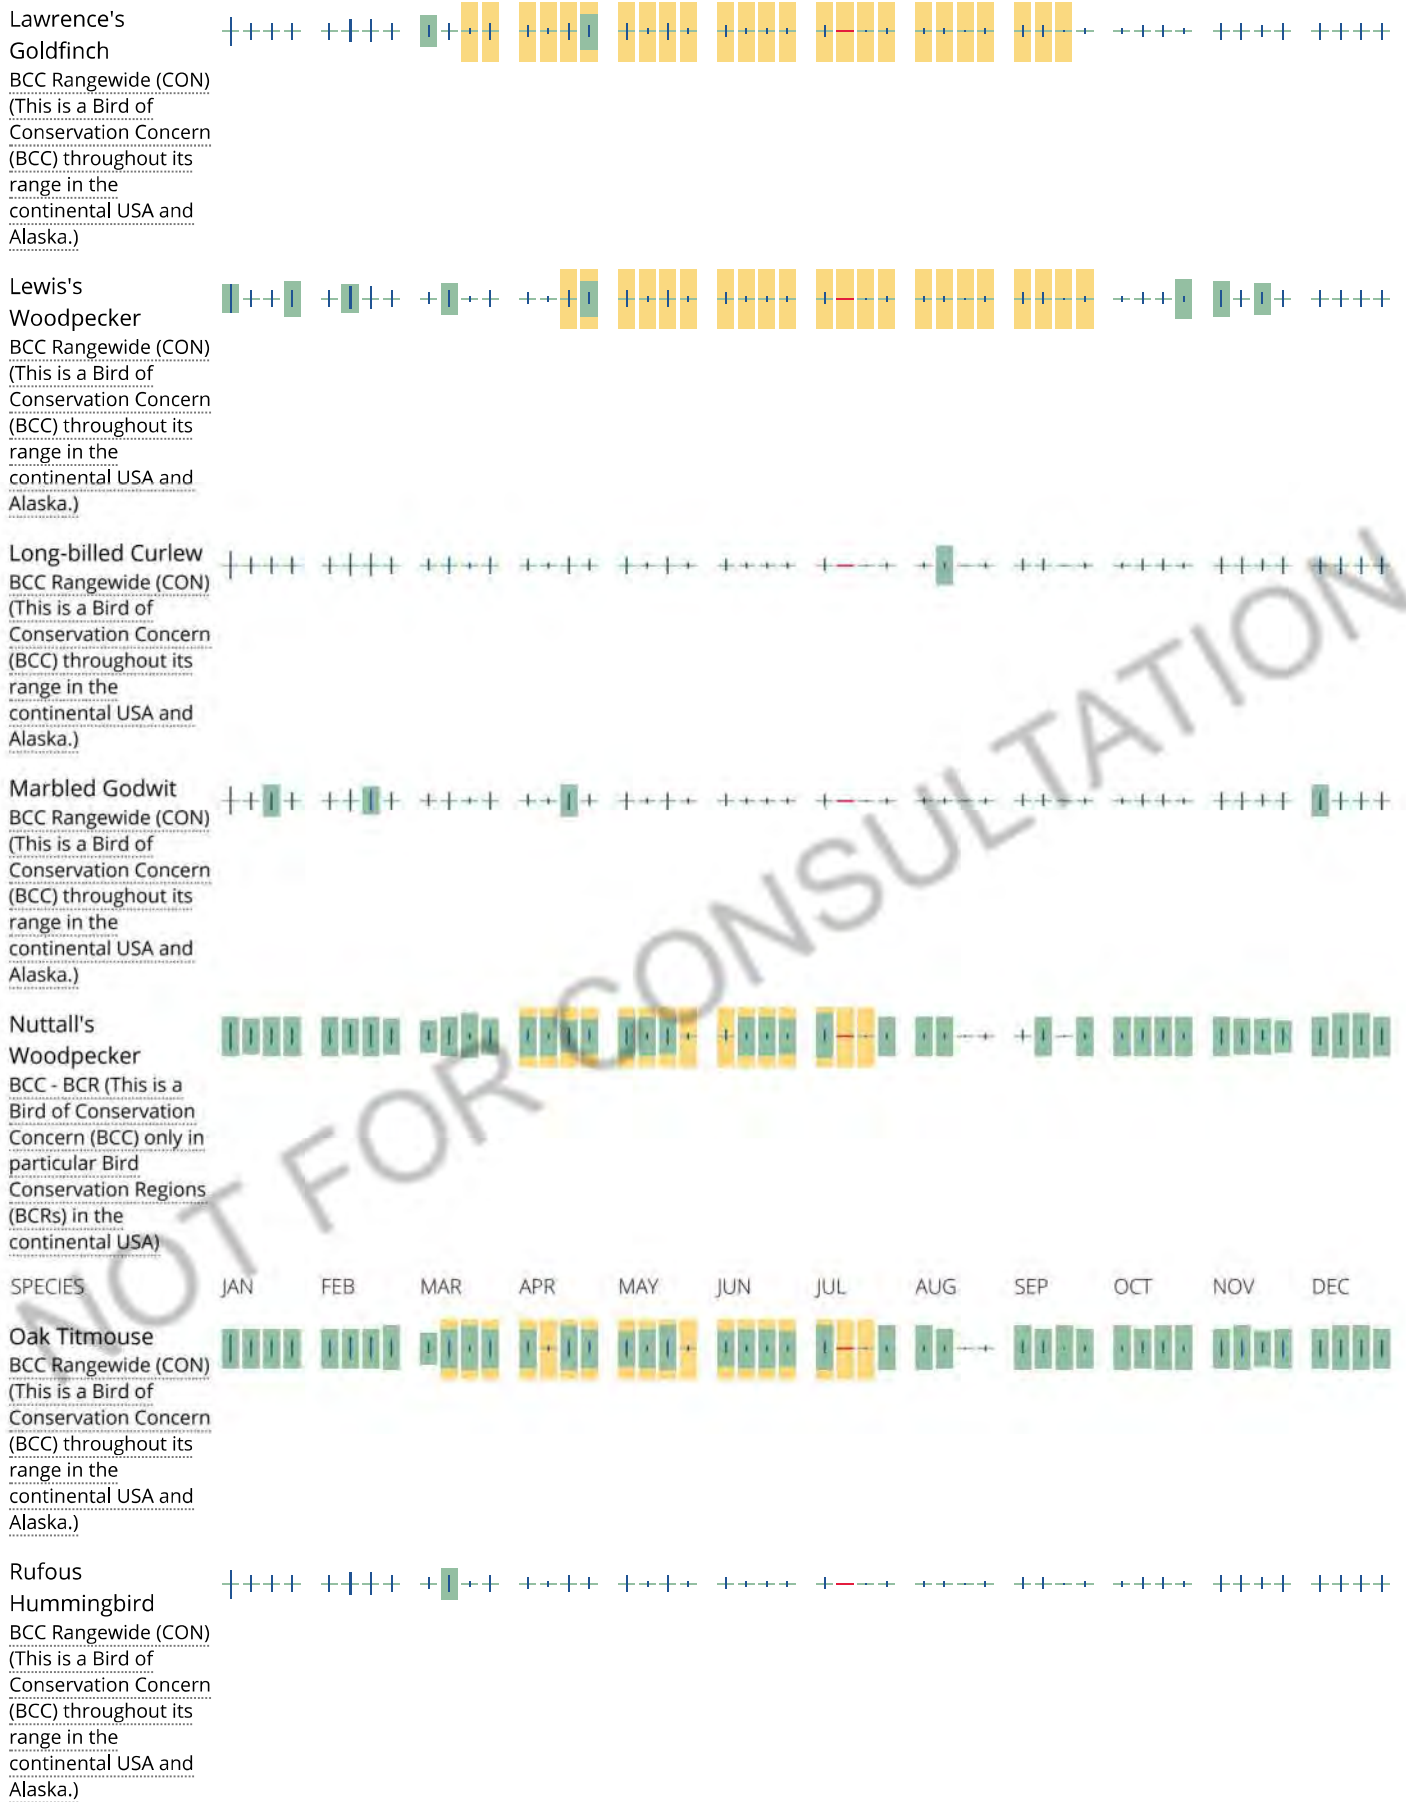 Lawrence's
Goldfinch
BCC Rangewide (CON)
(This is a Bird of
Conservation Concern
(BCC) throughout its
range in the
continental USA and
Alaska.)
Lewis's
Woodpecker
BCC Rangewide (CON)
(This is a Bird of
Conservation Concern
(BCC) throughout its
range in the
continental USA and
Alaska.)
Long-billed Curlew
BCC Rangewide (CON)
(This is a Bird of
Conservation Concern
(BCC) throughout its
range in the
continental USA and
Alaska.)
Marbled Godwit
BCC Rangewide (CON)
(This is a Bird of
Conservation Concern
(BCC) throughout its
range in the
continental USA and
Alaska.)
Nuttall's
Woodpecker
BCC - BCR (This is a
Bird of Conservation
Concern (BCC) only in
particular Bird
Conservation Regions
(BCRs) in the
continental USA)
SPECIES JAN FEB MAR APR MAY JUN JUL AUG SEP OCT NOV DEC
Oak Titmouse
BCC Rangewide (CON)
(This is a Bird of
Conservation Concern
(BCC) throughout its
range in the
continental USA and
Alaska.)
Rufous
Hummingbird
BCC Rangewide (CON)
(This is a Bird of
Conservation Concern
(BCC) throughout its
range in the
continental USA and
Alaska.)
NOT FOR CONSULTATION